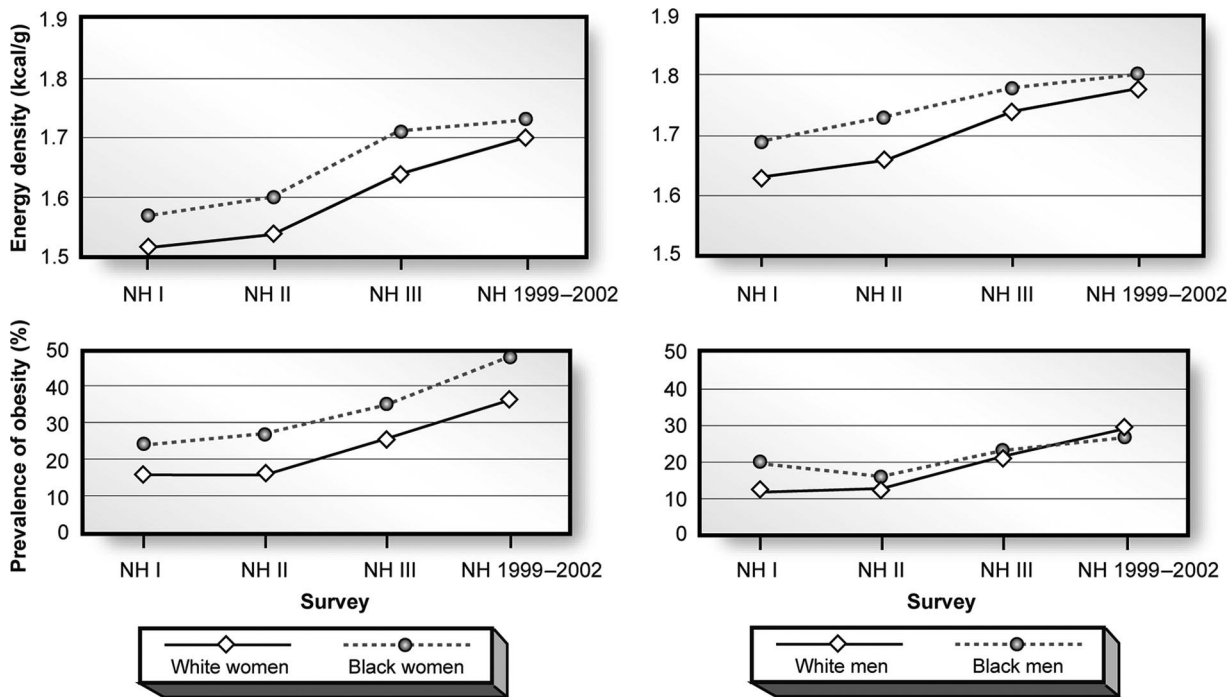 Energy density (kcal/g)
1.9
1.8
1.7
1.6
1.5
NH I NH II NH III NH 1999–2002
1.9
1.8
1.7
1.6
1.5
NH I NH II NH III NH 1999–2002
Prevalence of obesity (%)
50
40
30
20
10
0
NH I NH II NH III NH 1999–2002
Survey
50
40
30
20
10
0
NH I NH II NH III NH 1999–2002
Survey
White women Black women
White men Black men